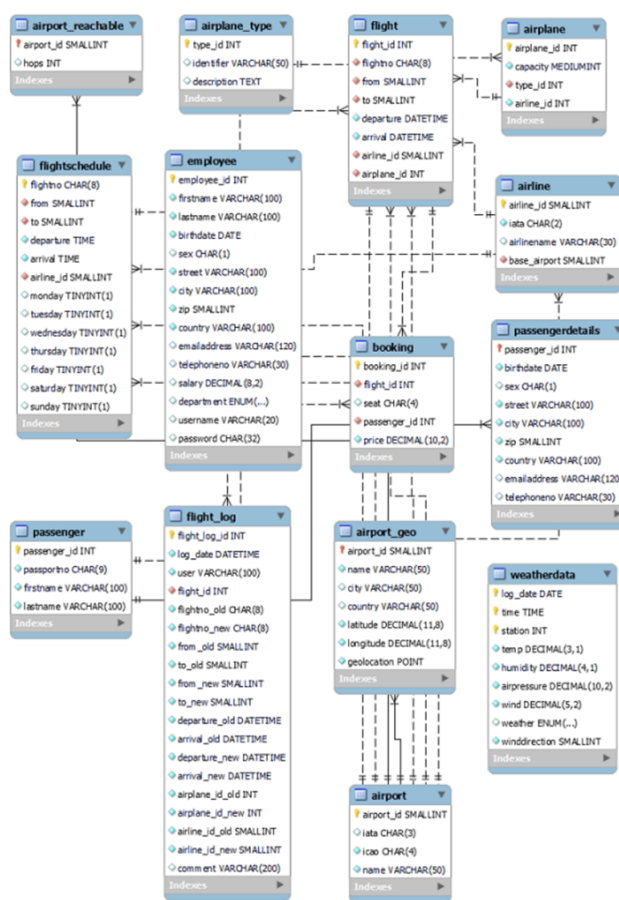 airport_reachable
airport_id SMALLINT
hops INT
Indexes
airplane_type
type_id INT
identifier VARCHAR(50)
description TEXT
Indexes
flight
flight_id INT
flightno CHAR(8)
from SMALLINT
to SMALLINT
departure DATETIME
arrival DATETIME
airline_id SMALLINT
airplane_id INT
Indexes
airplane
airplane_id INT
capacity MEDIUMINT
type_id INT
airline_id INT
Indexes
flightschedule
flightno CHAR(8)
from SMALLINT
to SMALLINT
departure TIME
arrival TIME
airline_id SMALLINT
monday TINYINT(1)
tuesday TINYINT(1)
wednesday TINYINT(1)
thursday TINYINT(1)
friday TINYINT(1)
saturday TINYINT(1)
sunday TINYINT(1)
Indexes
employee
employee_id INT
firstname VARCHAR(100)
lastname VARCHAR(100)
birthdate DATE
sex CHAR(1)
street VARCHAR(100)
city VARCHAR(100)
zip SMALLINT
country VARCHAR(100)
emailaddress VARCHAR(120)
telephoneno VARCHAR(30)
salary DECIMAL(8,2)
department ENUM(...)
username VARCHAR(20)
password CHAR(32)
Indexes
airline
airline_id SMALLINT
iata CHAR(2)
airlinename VARCHAR(30)
base_airport SMALLINT
Indexes
booking
booking_id INT
flight_id INT
seat CHAR(4)
passenger_id INT
price DECIMAL(10,2)
Indexes
passengerdetails
passenger_id INT
birthdate DATE
sex CHAR(1)
street VARCHAR(100)
city VARCHAR(100)
zip SMALLINT
country VARCHAR(100)
emailaddress VARCHAR(120)
telephoneno VARCHAR(30)
Indexes
passenger
passenger_id INT
passportno CHAR(9)
firstname VARCHAR(100)
lastname VARCHAR(100)
Indexes
flight_log
flight_log_id INT
log_date DATETIME
user VARCHAR(100)
flight_id INT
flightno_old CHAR(8)
flightno_new CHAR(8)
from_old SMALLINT
to_old SMALLINT
from_new SMALLINT
to_new SMALLINT
departure_old DATETIME
arrival_old DATETIME
departure_new DATETIME
arrival_new DATETIME
airplane_id_old INT
airplane_id_new INT
airline_id_old SMALLINT
airline_id_new SMALLINT
comment VARCHAR(200)
Indexes
airport_geo
airport_id SMALLINT
name VARCHAR(50)
city VARCHAR(50)
country VARCHAR(50)
latitude DECIMAL(11,8)
longitude DECIMAL(11,8)
geolocation POINT
Indexes
weatherdata
log_date DATE
time TIME
station INT
temp DECIMAL(3,1)
humidity DECIMAL(4,1)
airpressure DECIMAL(10,2)
wind DECIMAL(5,2)
weather ENUM(...)
winddirection SMALLINT
Indexes
airport
airport_id SMALLINT
iata CHAR(3)
icao CHAR(4)
name VARCHAR(50)
Indexes